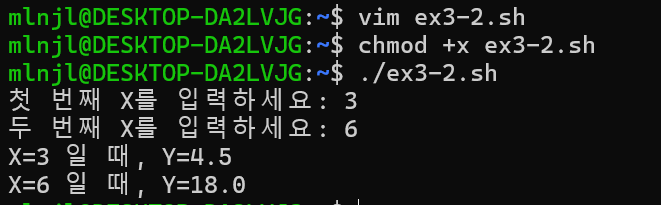 mlnjl@DESKTOP-DA2LVJG:~$ vim ex3-2.sh
mlnjl@DESKTOP-DA2LVJG:~$ chmod +x ex3-2.sh
mlnjl@DESKTOP-DA2LVJG:~$ ./ex3-2.sh
첫 번째 X를 입력하세요: 3
두 번째 X를 입력하세요: 6
X=3 일 때, Y=4.5
X=6 일 때, Y=18.0